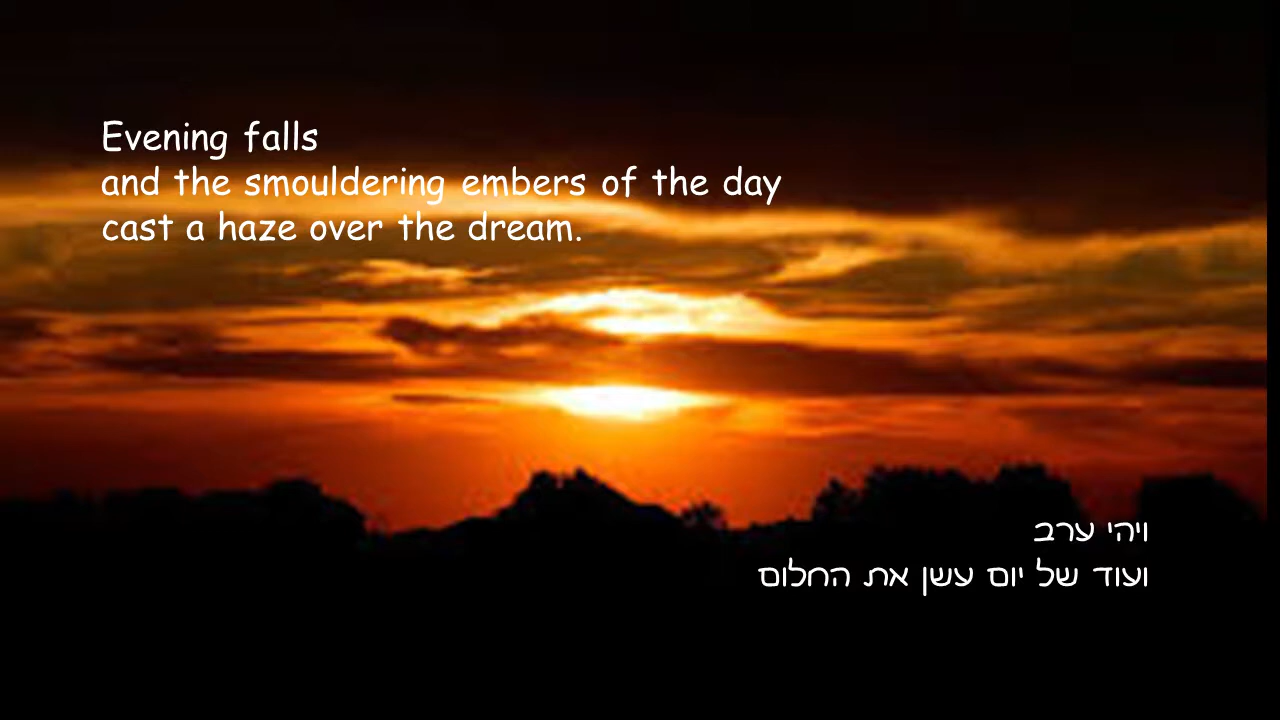 Evening falls
and the smouldering embers of the day
cast a haze over the dream.
ויהי ערב
ועוד של יום עשן את החלום